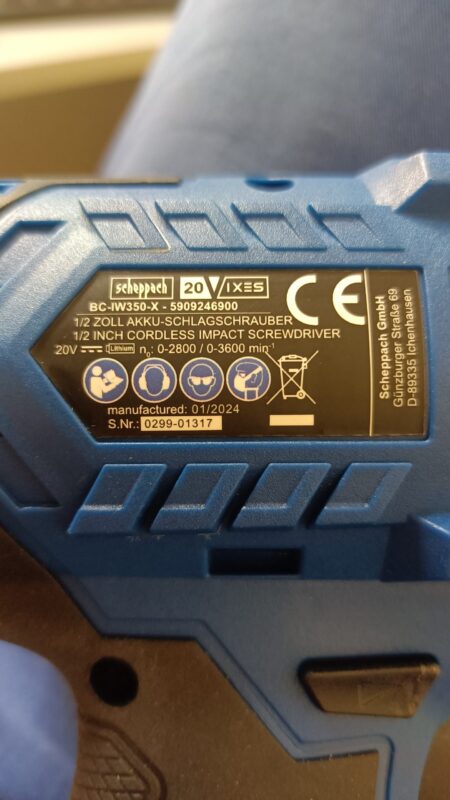 scheppach 20V IXES
BC-IW350-X - 5909246900
1/2 ZOLL AKKU-SCHLAGSCHRAUBER
1/2 INCH CORDLESS IMPACT SCREWDRIVER
20V Lithium n₀: 0-2800 / 0-3600 min⁻¹
manufactured: 01/2024
S.Nr.: 0299-01317
CE
Scheppach GmbH
Günzburger Straße 69
D-89335 Ichenhausen